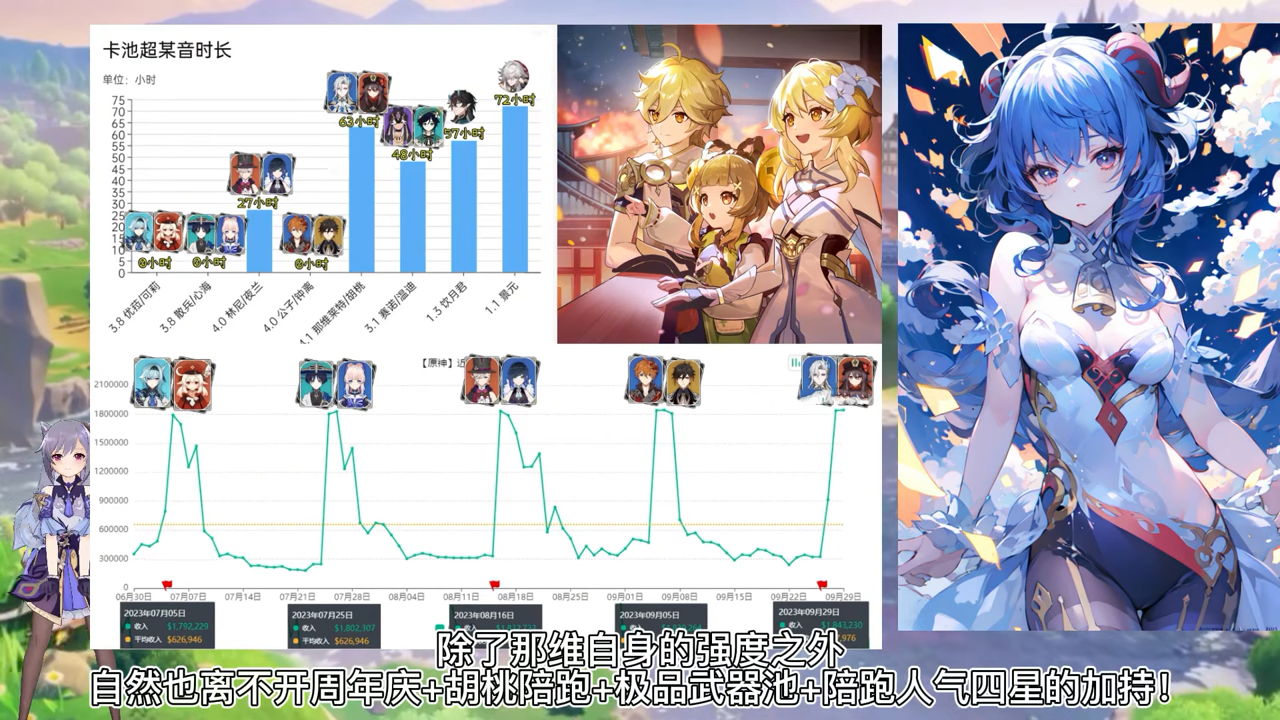 卡池超某音时长
单位：小时
75
70
65
60
55
50
45
40
35
30
25
20
15
10
5
0
0小时
0小时
27小时
0小时
63小时
48小时
57小时
72小时
3.8 优菈/可莉
3.8 散兵/心海
4.0 林尼/夜兰
4.0 公子/钟离
4.1 那维莱特/胡桃
3.1 赛诺/温迪
1.3 饮月君
1.1 景元
【原神】近
2100000
1800000
1500000
1200000
900000
600000
300000
0
06月30日 07月07日 07月14日 07月21日 07月28日 08月04日 08月11日 08月18日 08月25日 09月01日 09月08日 09月15日 09月22日 09月29日
2023年07月05日
收入 $1,792,229
平均收入 $626,946
2023年07月25日
收入 $1,802,307
平均收入 $626,946
2023年08月16日
2023年09月05日
2023年09月29日
收入 $1,843,230
除了那维自身的强度之外
自然也离不开周年庆+胡桃陪跑+极品武器池+陪跑人气四星的加持！